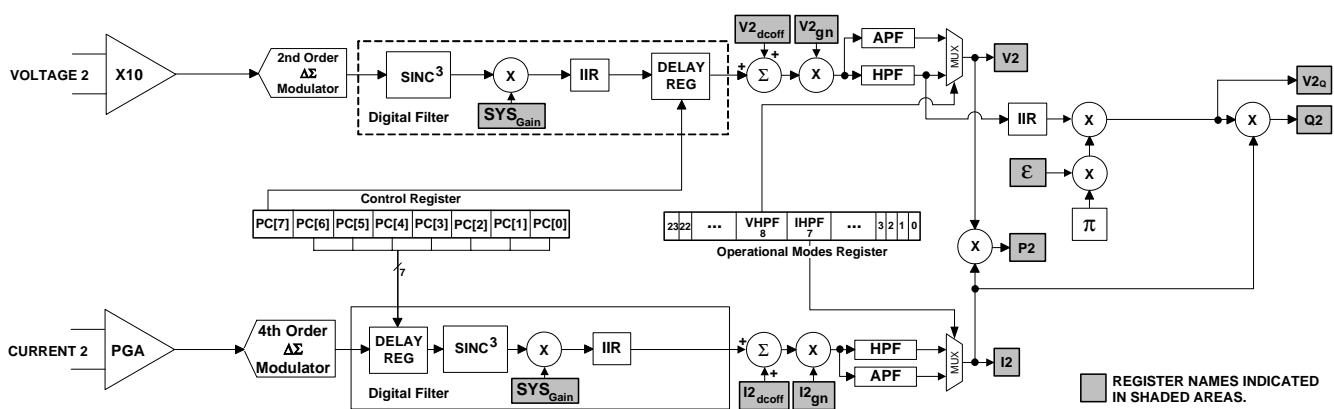 VOLTAGE 2
X10
2nd Order
ΔΣ
Modulator
SINC3
X
SYSGain
IIR
DELAY
REG
Digital Filter
+
V2dcoff
+
Σ
V2gn
X
APF
HPF
MUX
V2
IIR
X
V2Q
X
Q2
ε
X
π
Control Register
PC[7] PC[6] PC[5] PC[4] PC[3] PC[2] PC[1] PC[0]
7
23 22 ... VHPF 8 IHPF 7 ... 3 2 1 0
Operational Modes Register
X
P2
CURRENT 2
PGA
4th Order
ΔΣ
Modulator
DELAY
REG
SINC3
X
SYSGain
IIR
Digital Filter
+
Σ
+
I2dcoff
X
I2gn
HPF
APF
MUX
I2
REGISTER NAMES INDICATED
IN SHADED AREAS.